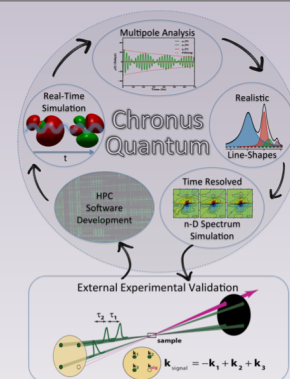 Multipole Analysis
Real-Time
Simulation
t
Chronus
Quantum
Realistic
Line-Shapes
HPC
Software
Development
Time Resolved
n-D Spectrum
Simulation
External Experimental Validation
τ₂ τ₁
sample
k signal = −k₁ + k₂ + k₃